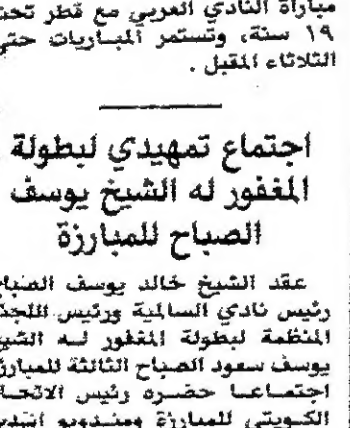 مباراة النادي العربي مع قطر تحت
١٩ سنة، وتستمر المباريات حتى
الثلاثاء المقبل .
اجتماع تمهيدي لبطولة
المغفور له الشيخ يوسف
الصباح للمبارزة
عقد الشيخ خالد يوسف الصباح
رئيس نادي السالمية ورئيس اللجنة
المنظمة لبطولة المغفور له الشيخ
يوسف سعود الصباح الثالثة للمبارزة
اجتماعا حضره رئيس الاتحاد
الكويتي للمبارزة ومندوبو